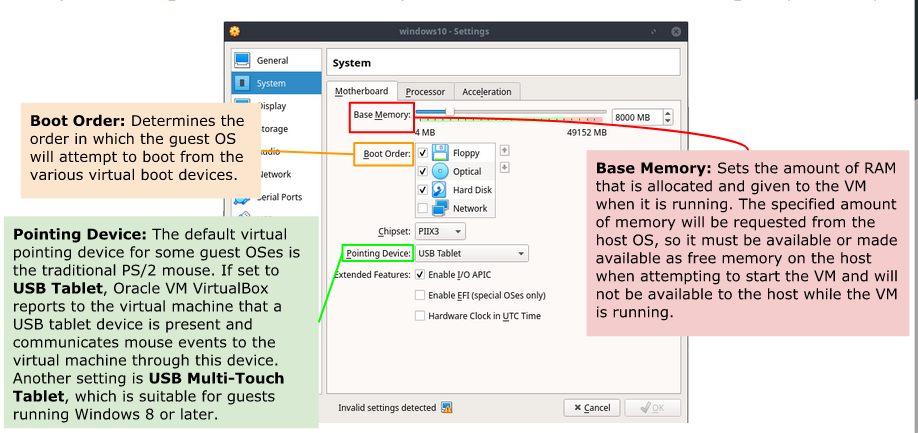 windows10 - Settings
General
System
Display
Storage
Audio
Network
Serial Ports
System
Motherboard
Processor
Acceleration
Base Memory:
8000 MB
4 MB
49152 MB
Boot Order:
Floppy
Optical
Hard Disk
Network
Chipset: PIIX3
Pointing Device: USB Tablet
Extended Features: Enable I/O APIC
Enable EFI (special OSes only)
Hardware Clock in UTC Time
Invalid settings detected
Cancel
OK
Boot Order: Determines the
order in which the guest OS
will attempt to boot from the
various virtual boot devices.
Pointing Device: The default virtual
pointing device for some guest OSes is
the traditional PS/2 mouse. If set to
USB Tablet, Oracle VM VirtualBox
reports to the virtual machine that a
USB tablet device is present and
communicates mouse events to the
virtual machine through this device.
Another setting is USB Multi-Touch
Tablet, which is suitable for guests
running Windows 8 or later.
Base Memory: Sets the amount of RAM
that is allocated and given to the VM
when it is running. The specified amount
of memory will be requested from the
host OS, so it must be available or made
available as free memory on the host
when attempting to start the VM and will
not be available to the host while the VM
is running.